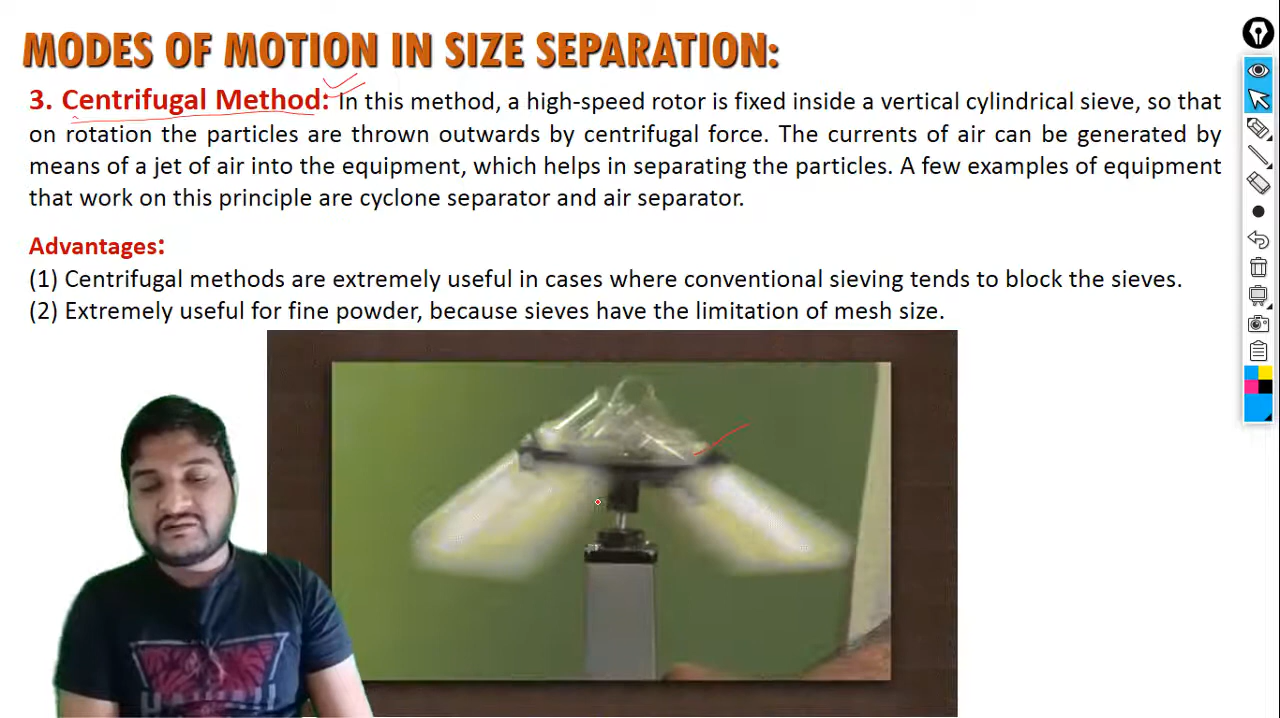 MODES OF MOTION IN SIZE SEPARATION:
3. Centrifugal Method: In this method, a high-speed rotor is fixed inside a vertical cylindrical sieve, so that
on rotation the particles are thrown outwards by centrifugal force. The currents of air can be generated by
means of a jet of air into the equipment, which helps in separating the particles. A few examples of equipment
that work on this principle are cyclone separator and air separator.
Advantages:
(1) Centrifugal methods are extremely useful in cases where conventional sieving tends to block the sieves.
(2) Extremely useful for fine powder, because sieves have the limitation of mesh size.